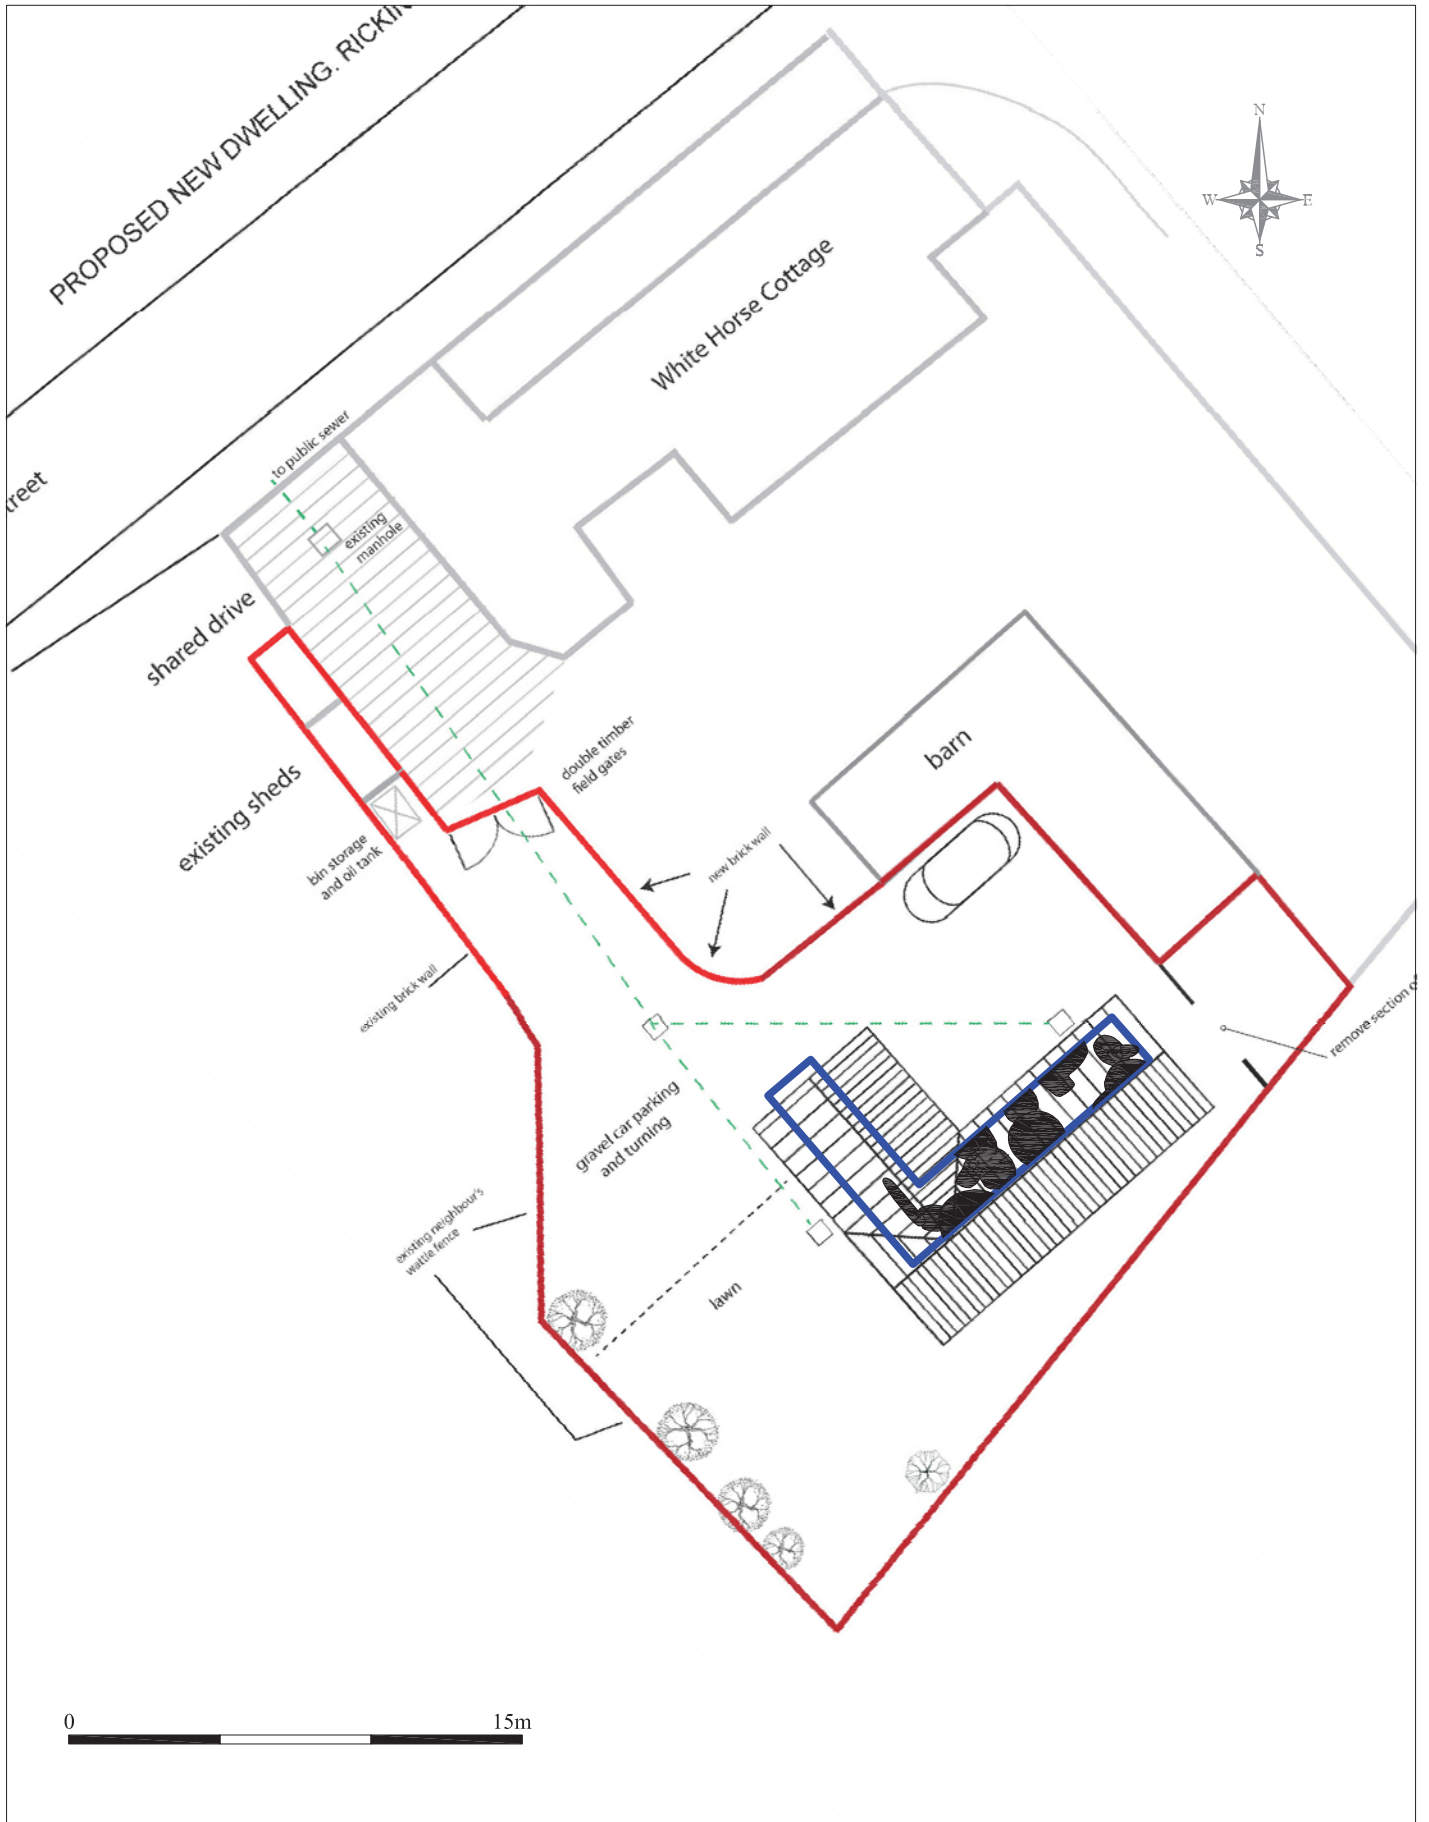 PROPOSED NEW DWELLING. RICKIN
N
W
E
S
White Horse Cottage
to public sewer
treet
existing
manhole
shared drive
double timber
field gates
barn
existing sheds
bin storage
and oil tank
new brick wall
existing brick wall
remove section o
gravel car parking
and turning
existing neighbour's
wattle fence
lawn
0
15m